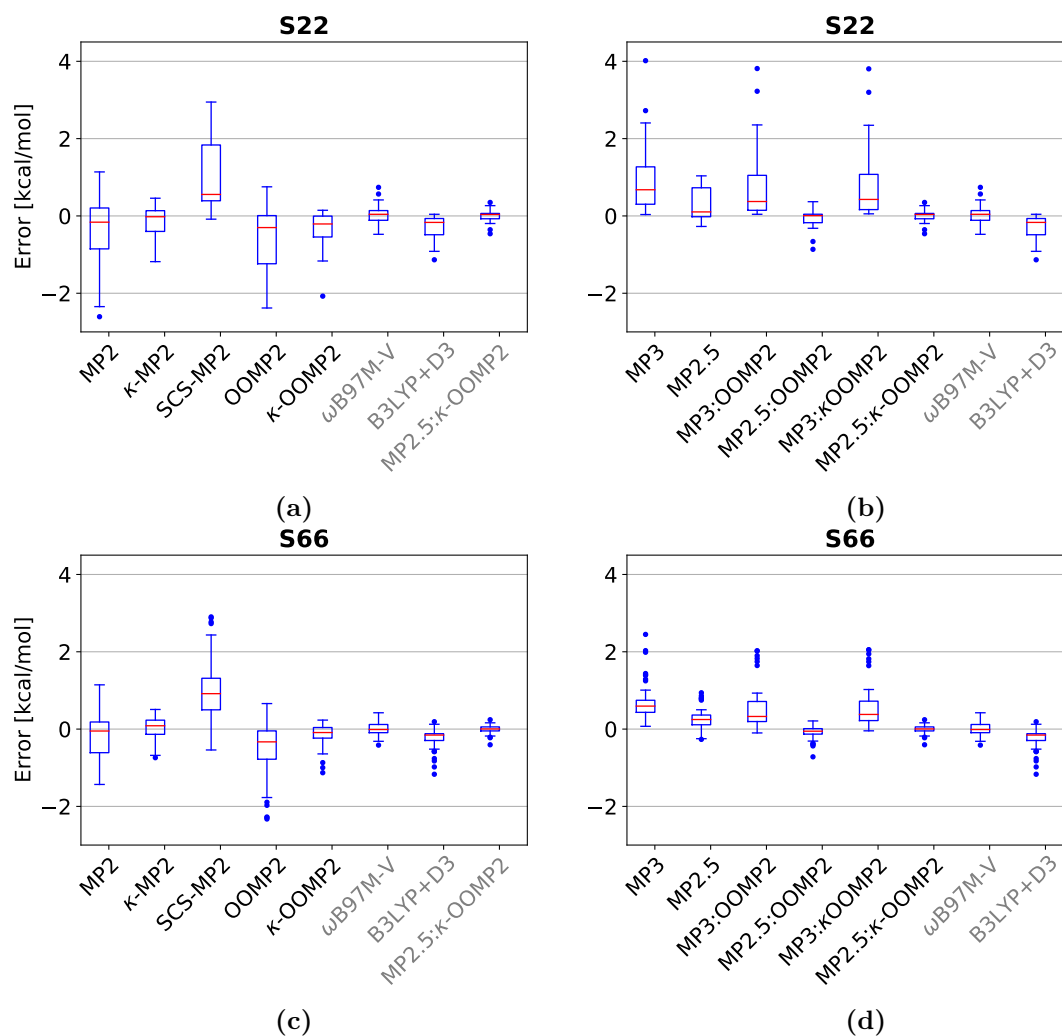 S22
Error [kcal/mol]
4
2
0
−2
MP2
κ-MP2
SCS-MP2
OOMP2
κ-OOMP2
ωB97M-V
B3LYP+D3
MP2.5:κ-OOMP2
(a)
S22
4
2
0
−2
MP3
MP2.5
MP3:OOMP2
MP2.5:OOMP2
MP3:κOOMP2
MP2.5:κ-OOMP2
ωB97M-V
B3LYP+D3
(b)
S66
Error [kcal/mol]
4
2
0
−2
MP2
κ-MP2
SCS-MP2
OOMP2
κ-OOMP2
ωB97M-V
B3LYP+D3
MP2.5:κ-OOMP2
(c)
S66
4
2
0
−2
MP3
MP2.5
MP3:OOMP2
MP2.5:OOMP2
MP3:κOOMP2
MP2.5:κ-OOMP2
ωB97M-V
B3LYP+D3
(d)